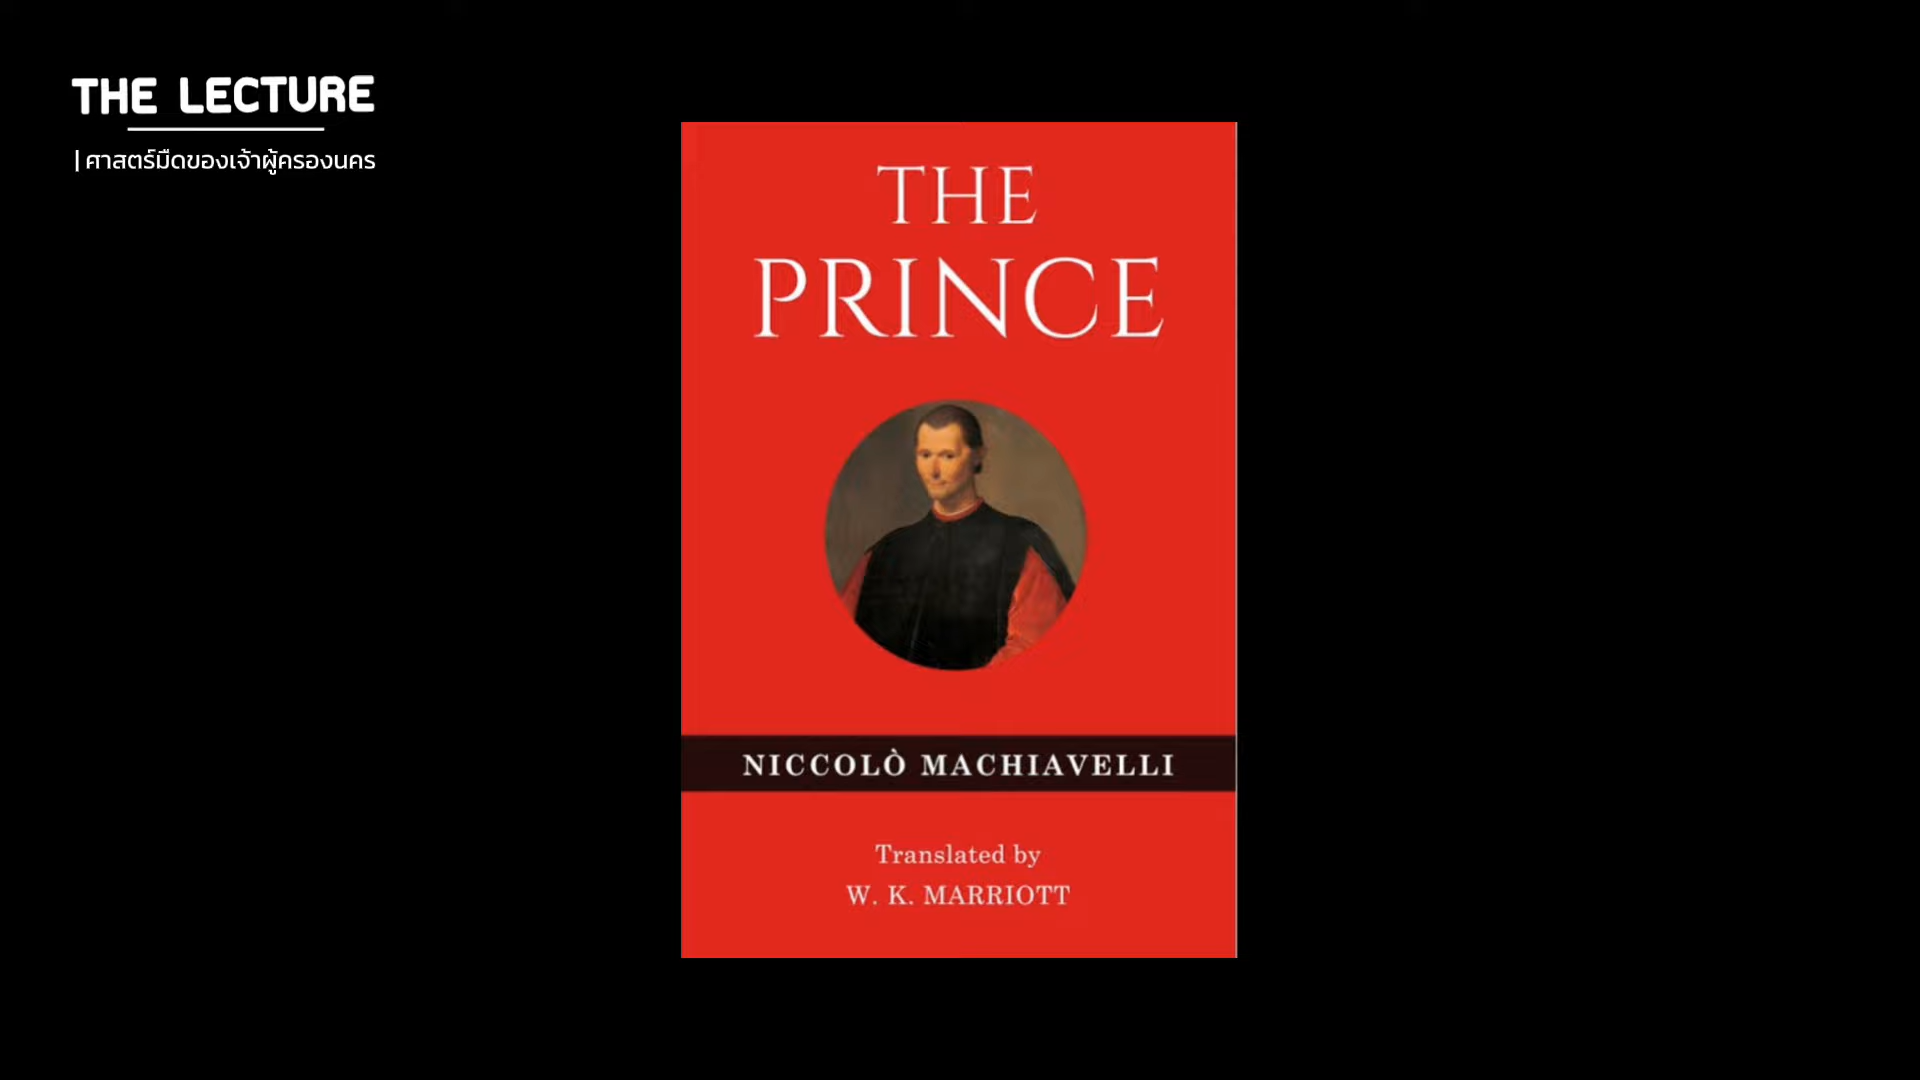 THE LECTURE
| ศาสตร์มืดของเจ้าผู้ครองนคร
THE
PRINCE
NICCOLÒ MACHIAVELLI
Translated by
W. K. MARRIOTT